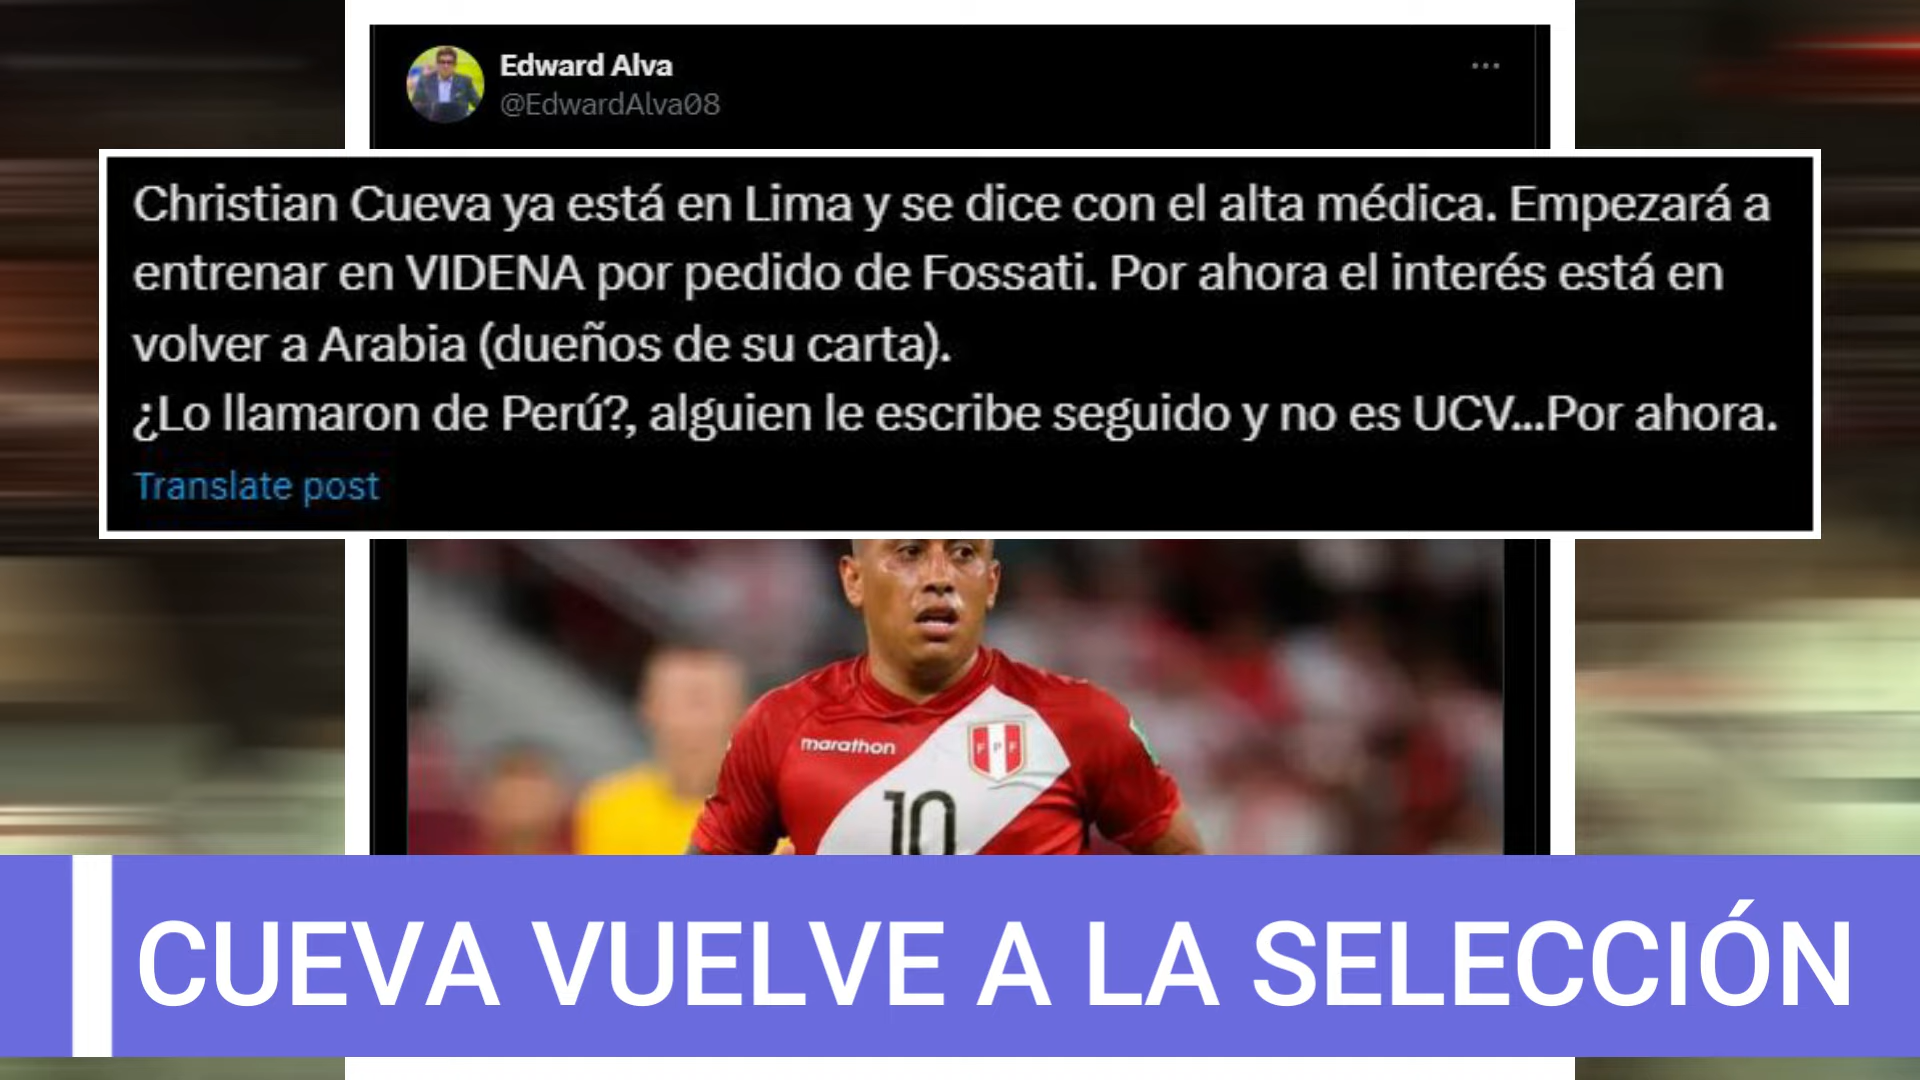 Edward Alva
@EdwardAlva08
Christian Cueva ya está en Lima y se dice con el alta médica. Empezará a
entrenar en VIDENA por pedido de Fossati. Por ahora el interés está en
volver a Arabia (dueños de su carta).
¿Lo llamaron de Perú?, alguien le escribe seguido y no es UCV...Por ahora.
Translate post
marathon
FPF
10
CUEVA VUELVE A LA SELECCIÓN